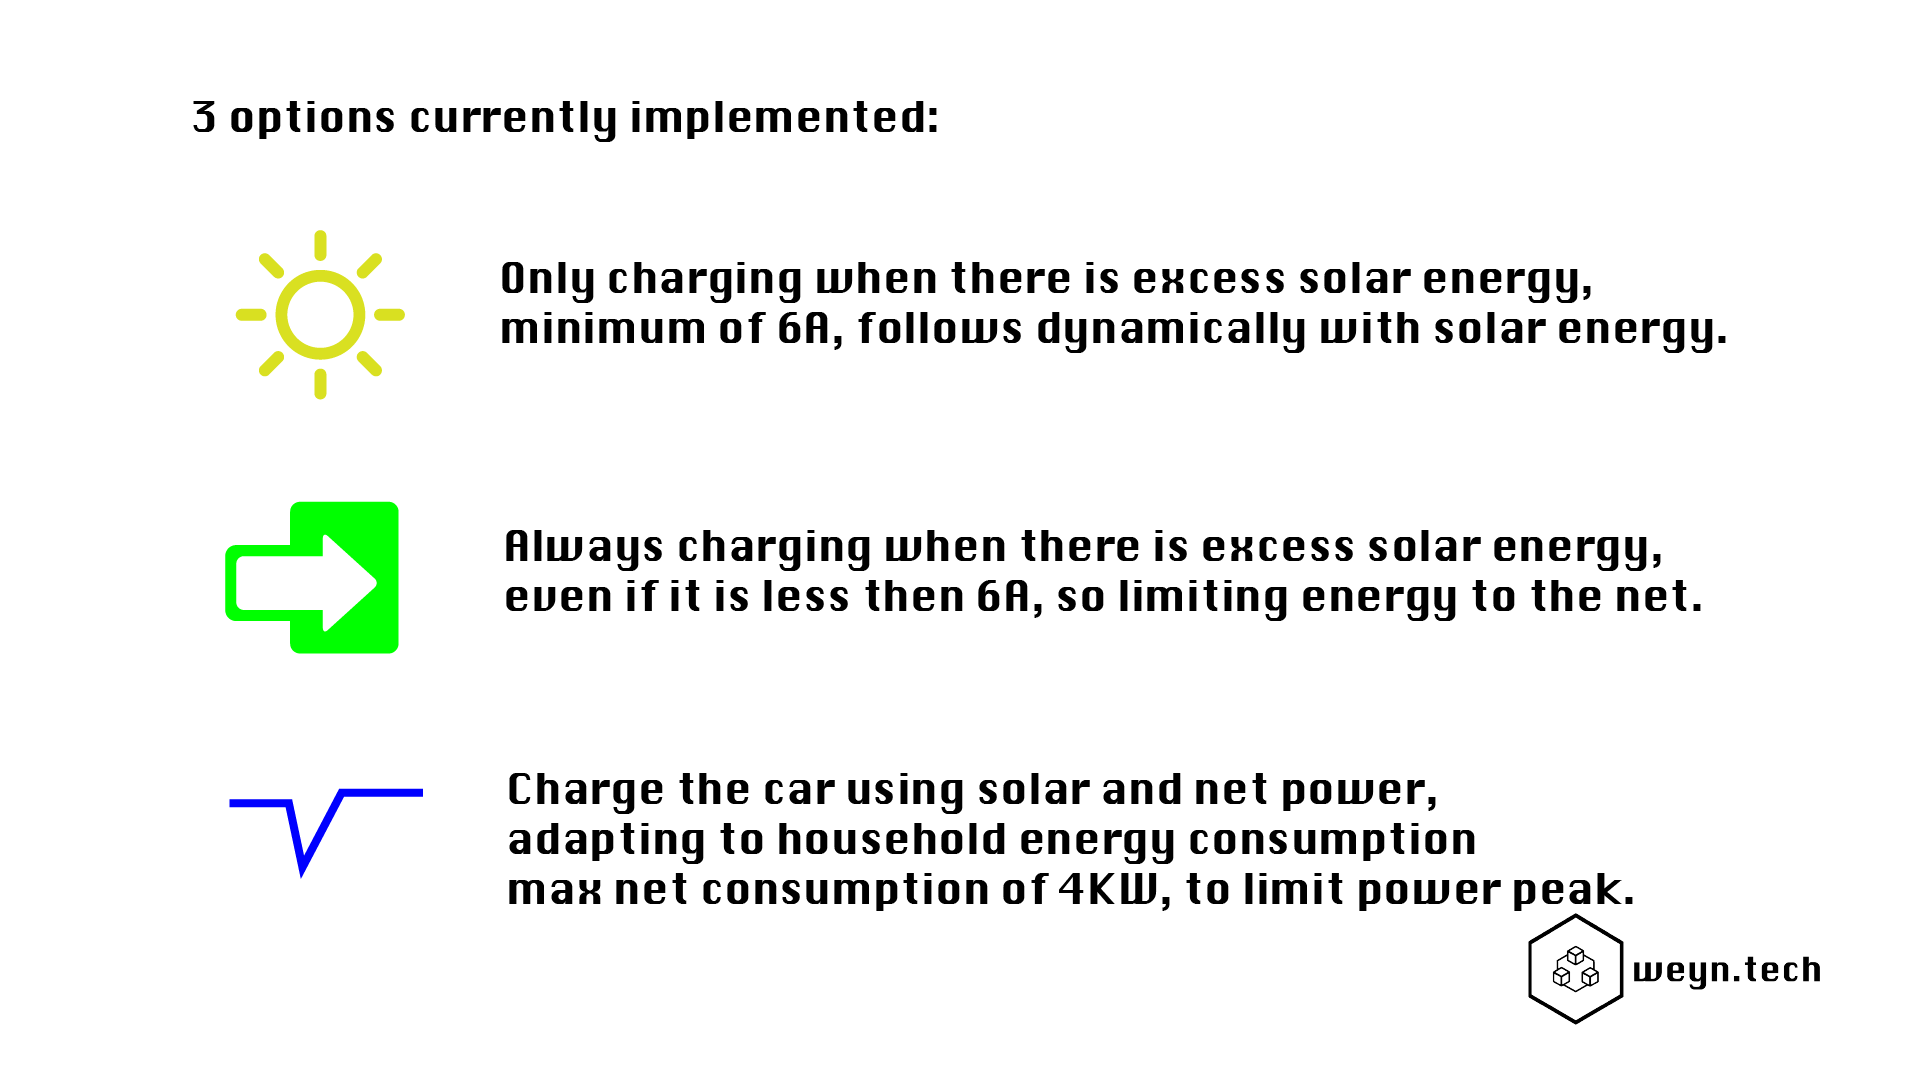 3 options currently implemented:
Only charging when there is excess solar energy,
minimum of 6A, follows dynamically with solar energy.
Always charging when there is excess solar energy,
even if it is less then 6A, so limiting energy to the net.
Charge the car using solar and net power,
adapting to household energy consumption
max net consumption of 4KW, to limit power peak.
weyn.tech